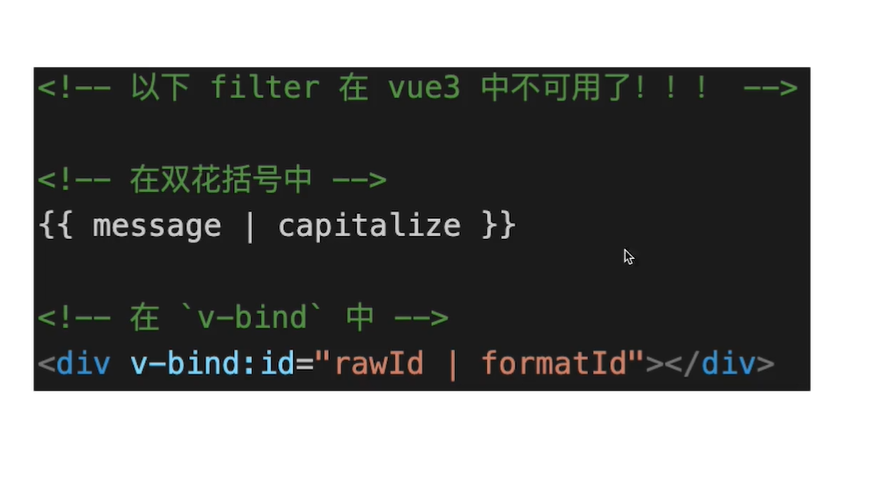 <!-- 以下 filter 在 vue3 中不可用了！！！ -->
<!-- 在双花括号中 -->
{{ message | capitalize }}
<!-- 在 `v-bind` 中 -->
<div v-bind:id="rawId | formatId"></div>